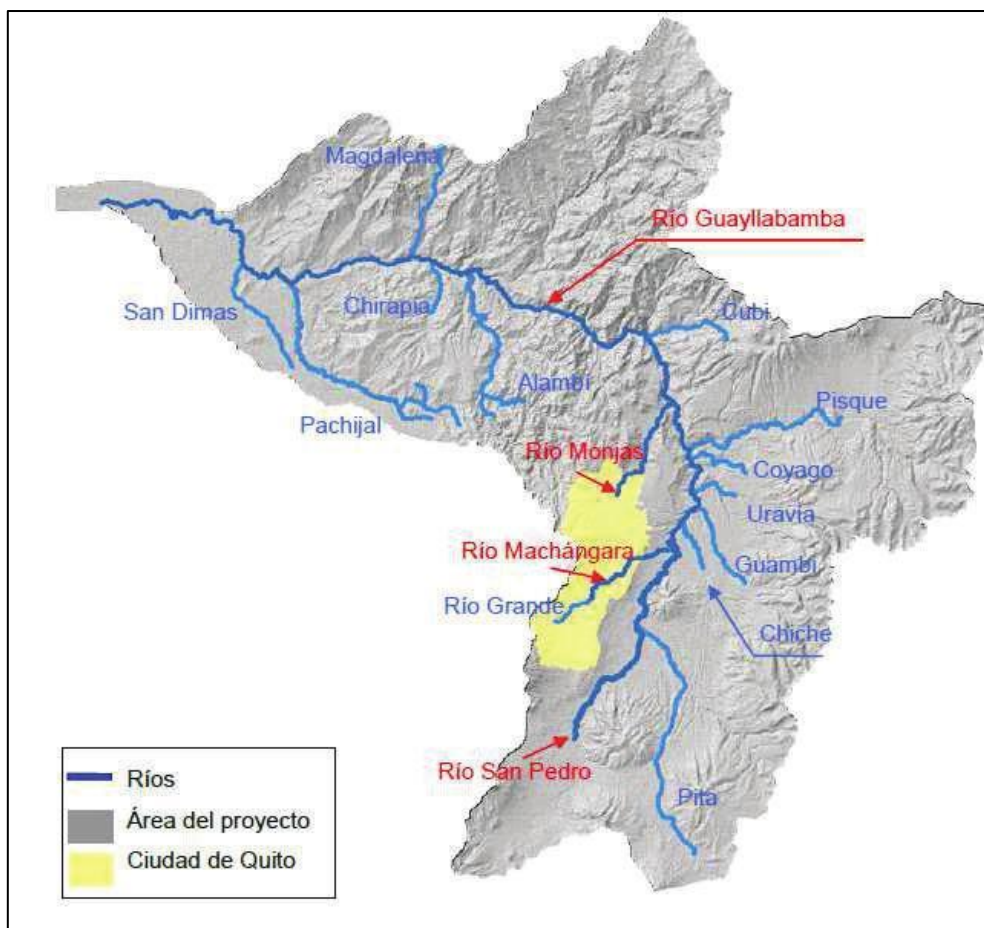 Magdalena
Río Guayllabamba
San Dimas
Chirapia
Cubi
Alambí
Pisque
Pachijal
Río Monjas
Coyago
Uravia
Río Machángara
Guambi
Río Grande
Chiche
Río San Pedro
Pita
Ríos
Área del proyecto
Ciudad de Quito